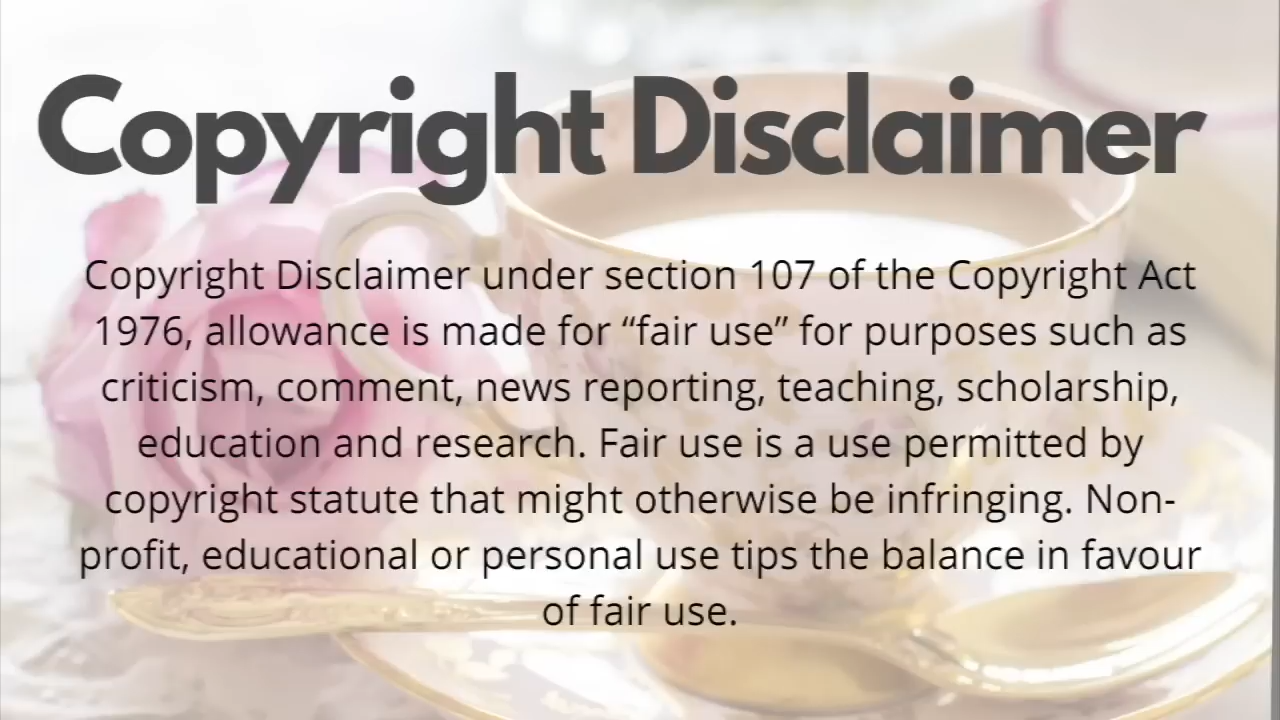 Copyright Disclaimer
Copyright Disclaimer under section 107 of the Copyright Act
1976, allowance is made for “fair use” for purposes such as
criticism, comment, news reporting, teaching, scholarship,
education and research. Fair use is a use permitted by
copyright statute that might otherwise be infringing. Non-
profit, educational or personal use tips the balance in favour
of fair use.